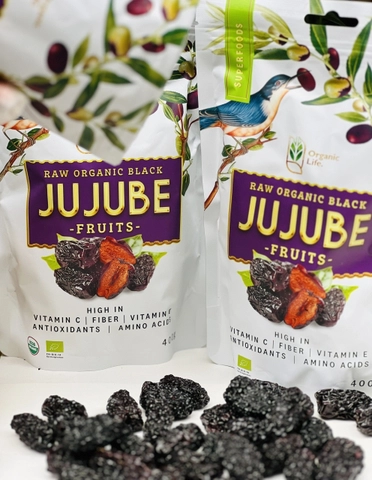 RAW ORGANIC BLACK
JUJUBE
-FRUITS-
HIGH IN
VITAMIN C | FIBER | VITAMIN E
ANTIOXIDANTS | AMINO ACIDS
SUPERFOODS
Organic
Life.
RAW ORGANIC BLACK
JUJUBE
-FRUITS-
HIGH IN
VITAMIN C | FIBER | VITAMIN E
ANTIOXIDANTS | AMINO ACIDS
400